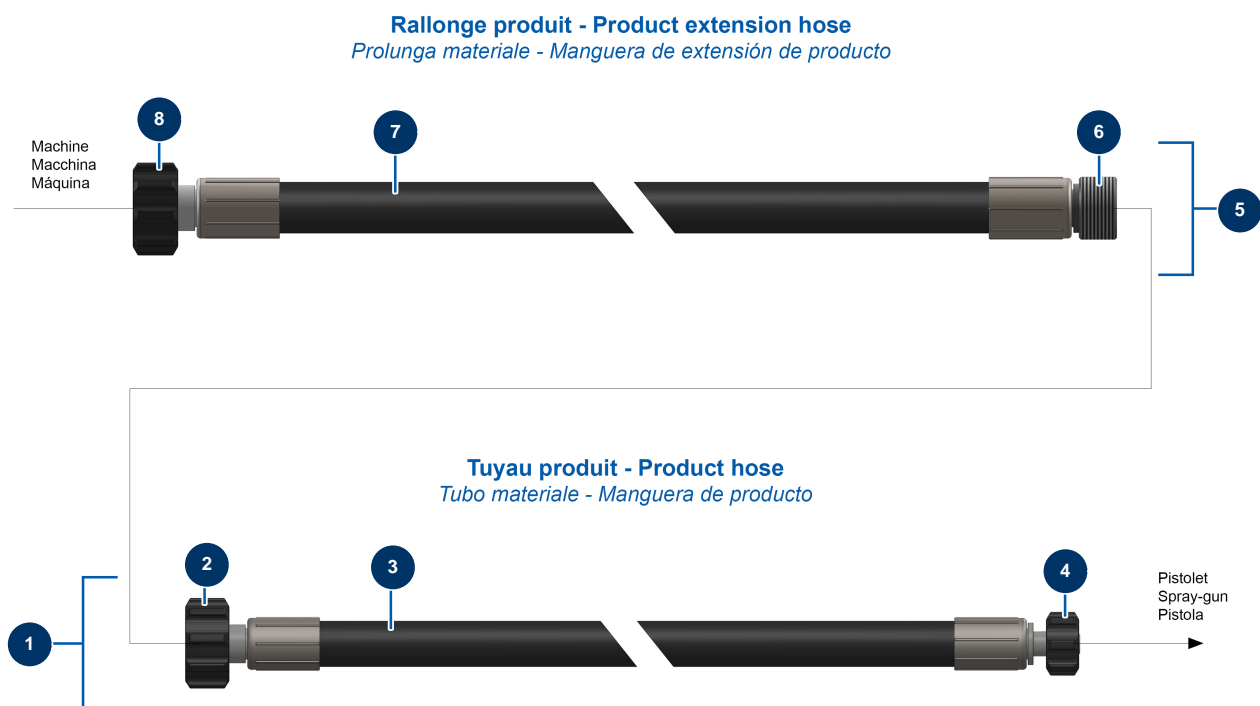 Rallonge produit - Product extension hose
Prolunga materiale - Manguera de extensión de producto
8
7
6
Machine
Macchina
Máquina
5
Tuyau produit - Product hose
Tubo materiale - Manguera de producto
2
3
4
Pistolet
Spray-gun
Pistola
1